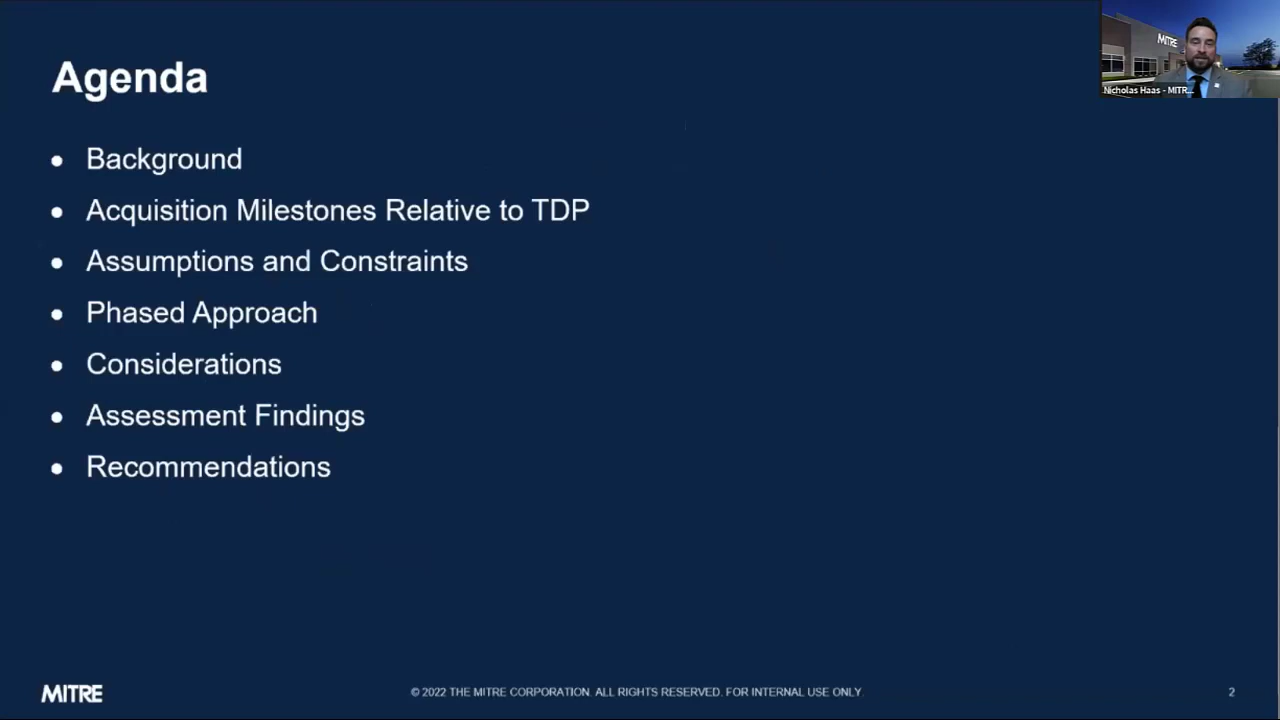 Agenda
MITRE
Nicholas Haas - MITR...
• Background
• Acquisition Milestones Relative to TDP
• Assumptions and Constraints
• Phased Approach
• Considerations
• Assessment Findings
• Recommendations
MITRE
© 2022 THE MITRE CORPORATION. ALL RIGHTS RESERVED. FOR INTERNAL USE ONLY.
2